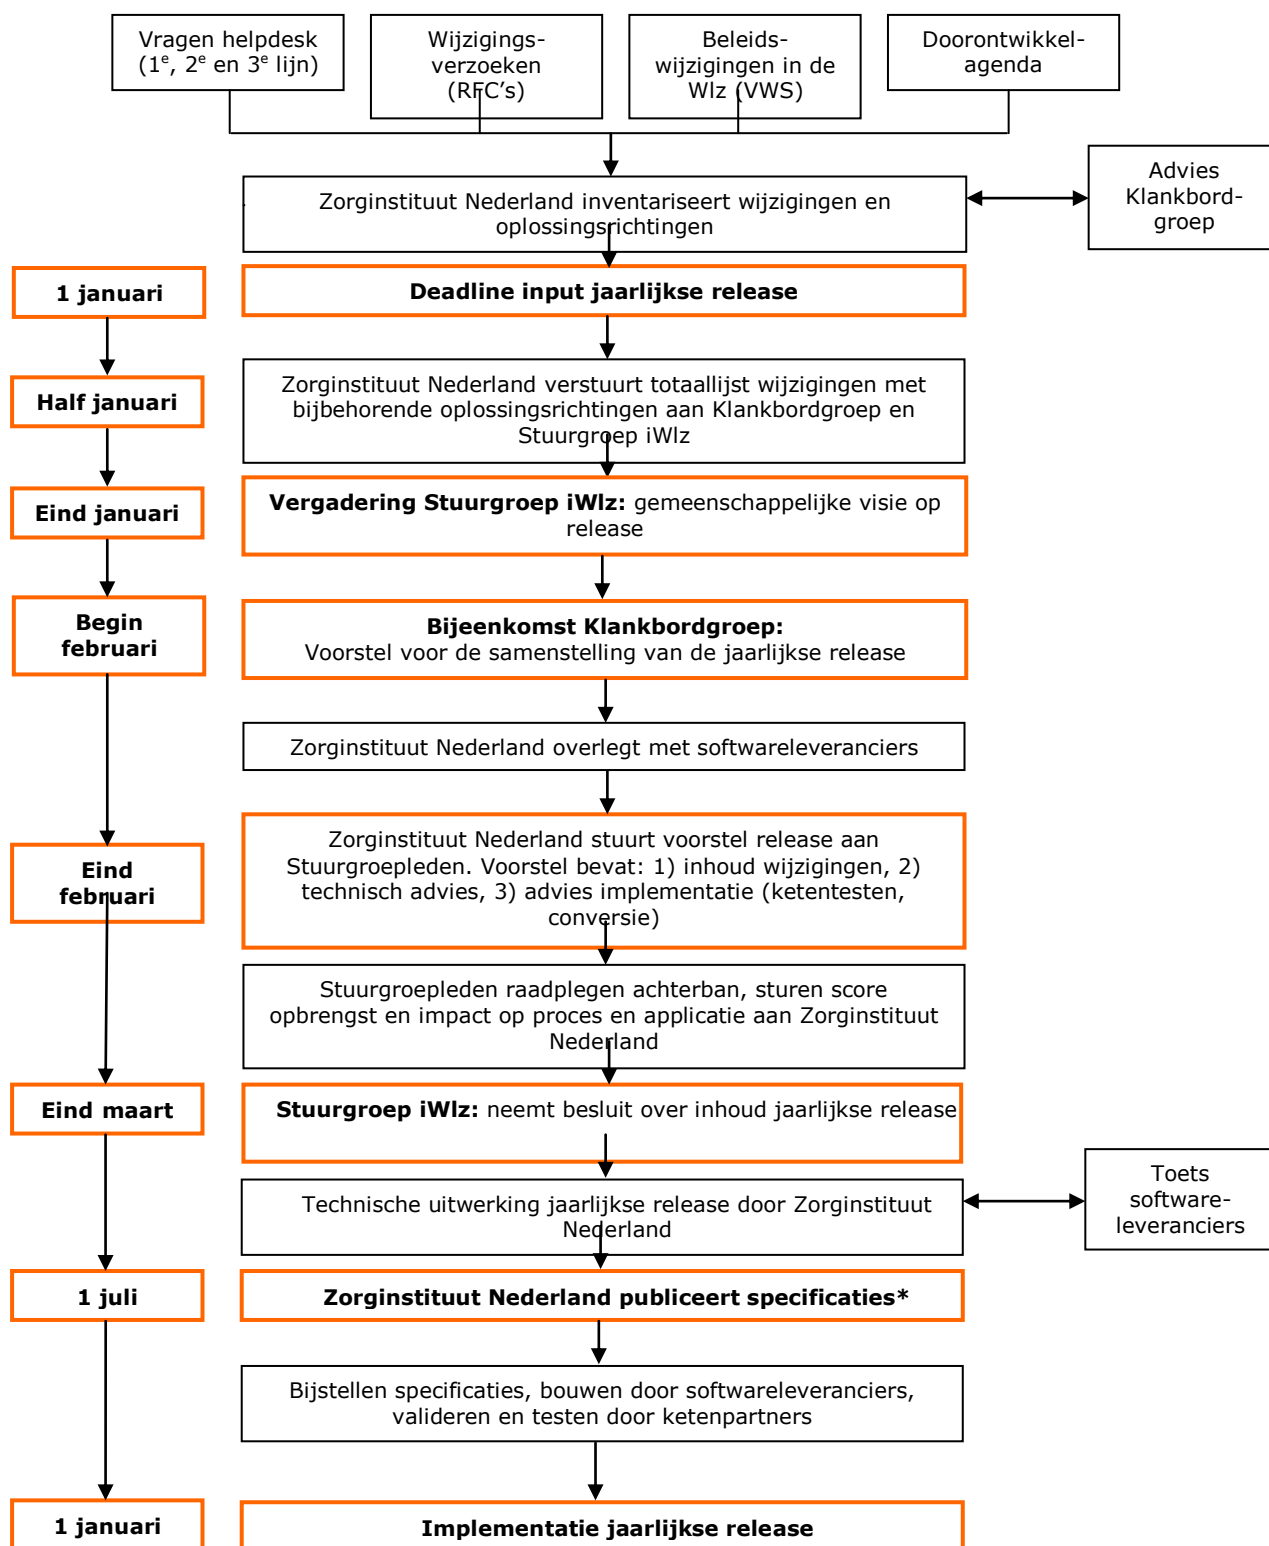 Vragen helpdesk
(1e, 2e en 3e lijn)
Wijzigings-
verzoeken
(RFC's)
Beleids-
wijzigingen in de
Wlz (VWS)
Doorontwikkel-
agenda
Advies
Klankbord-
groep
Zorginstituut Nederland inventariseert wijzigingen en
oplossingsrichtingen
1 januari
Deadline input jaarlijkse release
Half januari
Zorginstituut Nederland verstuurt totaallijst wijzigingen met
bijbehorende oplossingsrichtingen aan Klankbordgroep en
Stuurgroep iWlz
Eind januari
Vergadering Stuurgroep iWlz: gemeenschappelijke visie op
release
Begin
februari
Bijeenkomst Klankbordgroep:
Voorstel voor de samenstelling van de jaarlijkse release
Zorginstituut Nederland overlegt met softwareleveranciers
Eind
februari
Zorginstituut Nederland stuurt voorstel release aan
Stuurgroepleden. Voorstel bevat: 1) inhoud wijzigingen, 2)
technisch advies, 3) advies implementatie (ketentesten,
conversie)
Stuurgroepleden raadplegen achterban, sturen score
opbrengst en impact op proces en applicatie aan Zorginstituut
Nederland
Eind maart
Stuurgroep iWlz: neemt besluit over inhoud jaarlijkse release
Technische uitwerking jaarlijkse release door Zorginstituut
Nederland
Toets
software-
leveranciers
1 juli
Zorginstituut Nederland publiceert specificaties*
Bijstellen specificaties, bouwen door softwareleveranciers,
valideren en testen door ketenpartners
1 januari
Implementatie jaarlijkse release